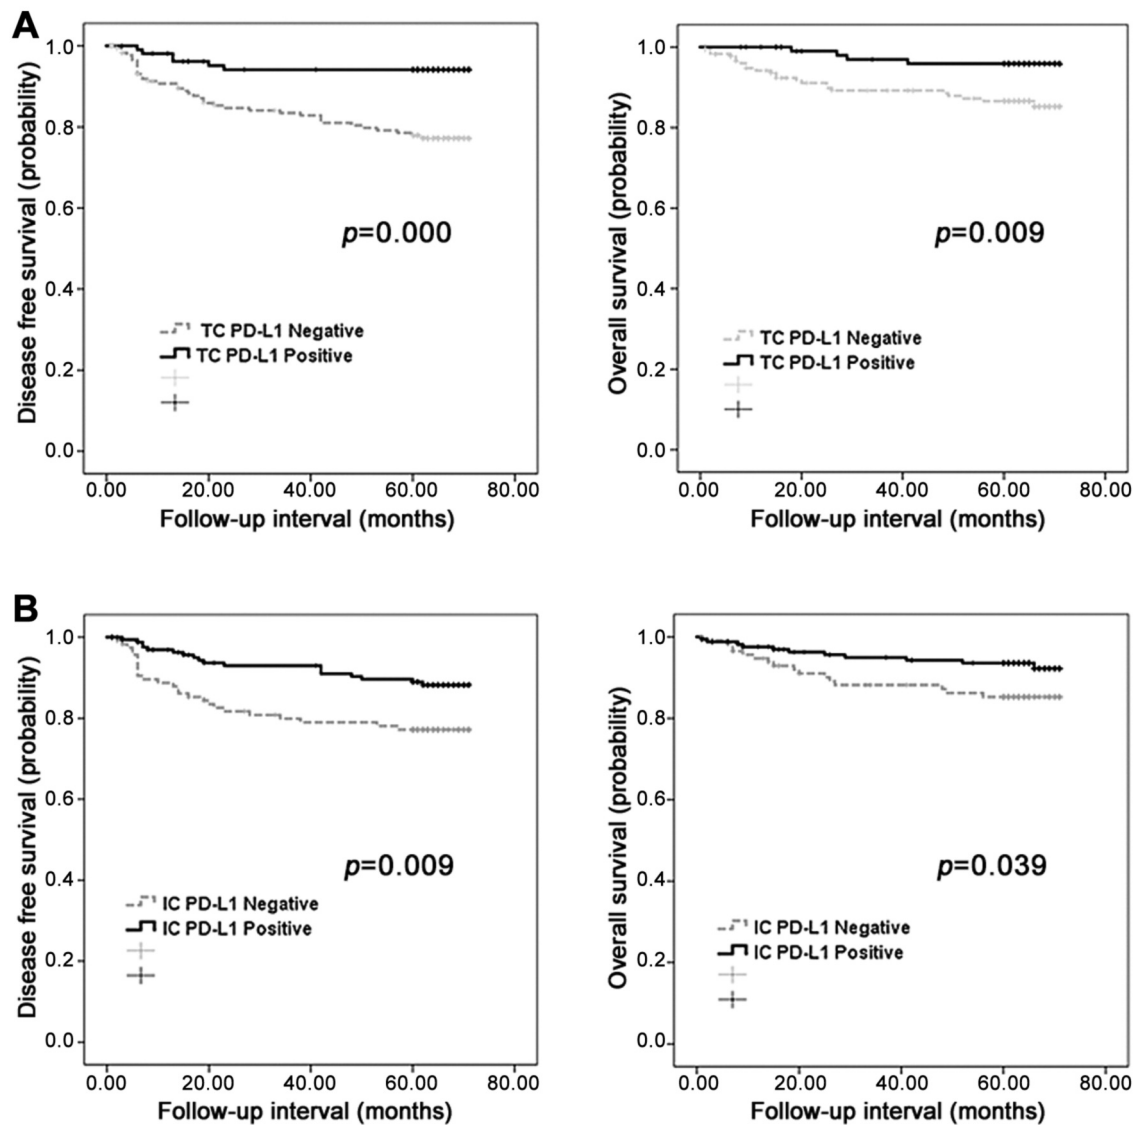 A
Disease free survival (probability)
1.0
0.8
0.6
0.4
0.2
0.0
p=0.000
TC PD-L1 Negative
TC PD-L1 Positive
0.00 20.00 40.00 60.00 80.00
Follow-up interval (months)
Overall survival (probability)
1.0
0.8
0.6
0.4
0.2
0.0
p=0.009
TC PD-L1 Negative
TC PD-L1 Positive
0.00 20.00 40.00 60.00 80.00
Follow-up interval (months)
B
Disease free survival (probability)
1.0
0.8
0.6
0.4
0.2
0.0
p=0.009
IC PD-L1 Negative
IC PD-L1 Positive
0.00 20.00 40.00 60.00 80.00
Follow-up interval (months)
Overall survival (probability)
1.0
0.8
0.6
0.4
0.2
0.0
p=0.039
IC PD-L1 Negative
IC PD-L1 Positive
0.00 20.00 40.00 60.00 80.00
Follow-up interval (months)